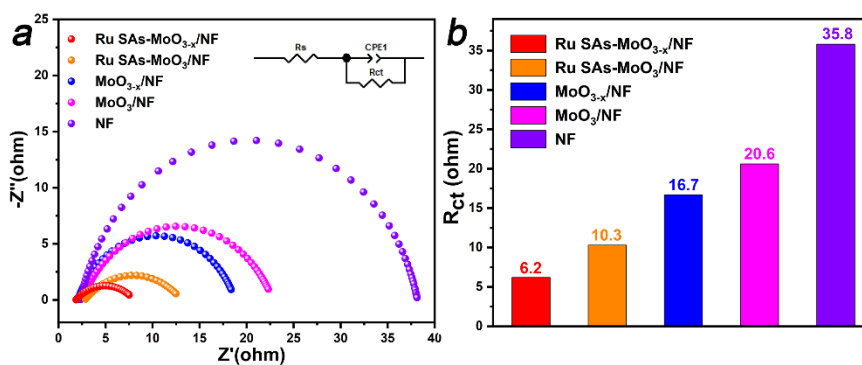 a
Ru SAs-MoO₃₋ₓ/NF
Ru SAs-MoO₃/NF
MoO₃₋ₓ/NF
MoO₃/NF
NF
Rs
CPE1
Rct
-Z''(ohm)
25
20
15
10
5
0
0 5 10 15 20 25 30 35 40
Z'(ohm)
b
Ru SAs-MoO₃₋ₓ/NF
Ru SAs-MoO₃/NF
MoO₃₋ₓ/NF
MoO₃/NF
NF
R꜀ₜ (ohm)
40
35
30
25
20
15
10
5
0
6.2
10.3
16.7
20.6
35.8